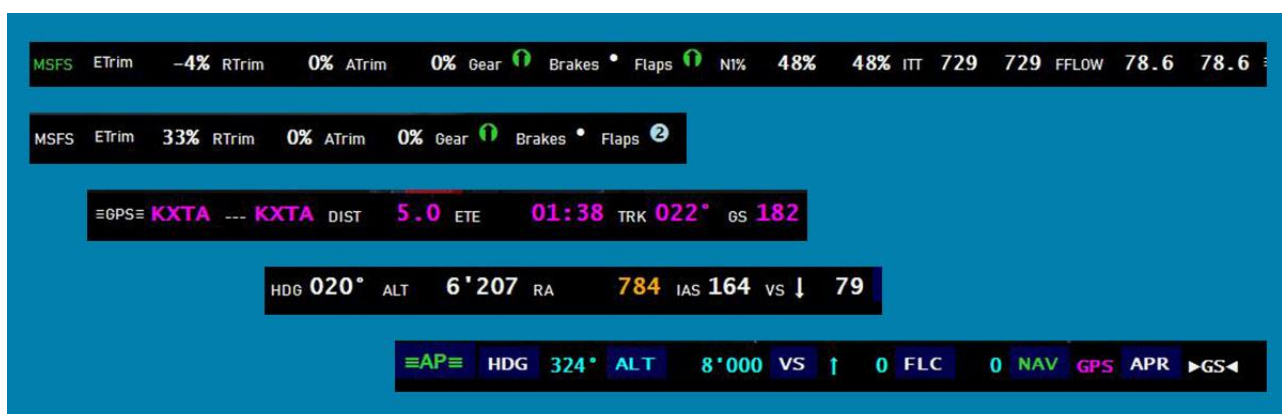 MSFS ETrim -4% RTrim 0% ATrim 0% Gear Brakes Flaps N1% 48% 48% ITT 729 729 FFLOW 78.6 78.6
MSFS ETrim 33% RTrim 0% ATrim 0% Gear Brakes • Flaps 2
≡GPS≡ KXTA --- KXTA DIST 5.0 ETE 01:38 TRK 022° GS 182
HDG 020° ALT 6'207 RA 784 IAS 164 VS ↓ 79
≡AP≡ HDG 324° ALT 8'000 VS ↑ 0 FLC 0 NAV GPS APR ►GS◄